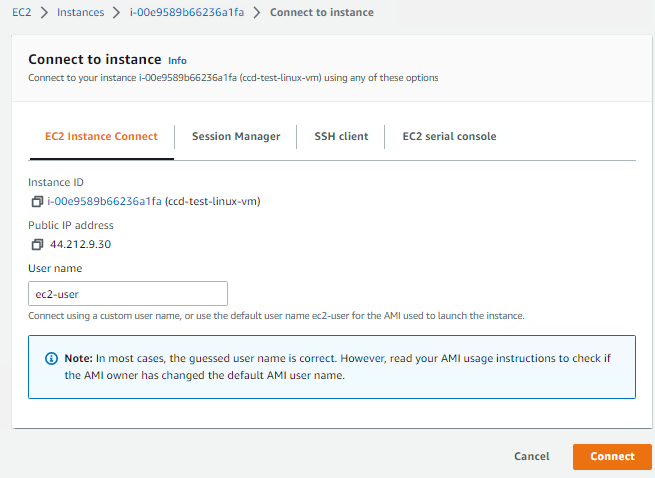 EC2 > Instances > i-00e9589b66236a1fa > Connect to instance
Connect to instance Info
Connect to your instance i-00e9589b66236a1fa (ccd-test-linux-vm) using any of these options
EC2 Instance Connect Session Manager SSH client EC2 serial console
Instance ID
i-00e9589b66236a1fa (ccd-test-linux-vm)
Public IP address
44.212.9.30
User name
ec2-user
Connect using a custom user name, or use the default user name ec2-user for the AMI used to launch the instance.
Note: In most cases, the guessed user name is correct. However, read your AMI usage instructions to check if
the AMI owner has changed the default AMI user name.
Cancel Connect